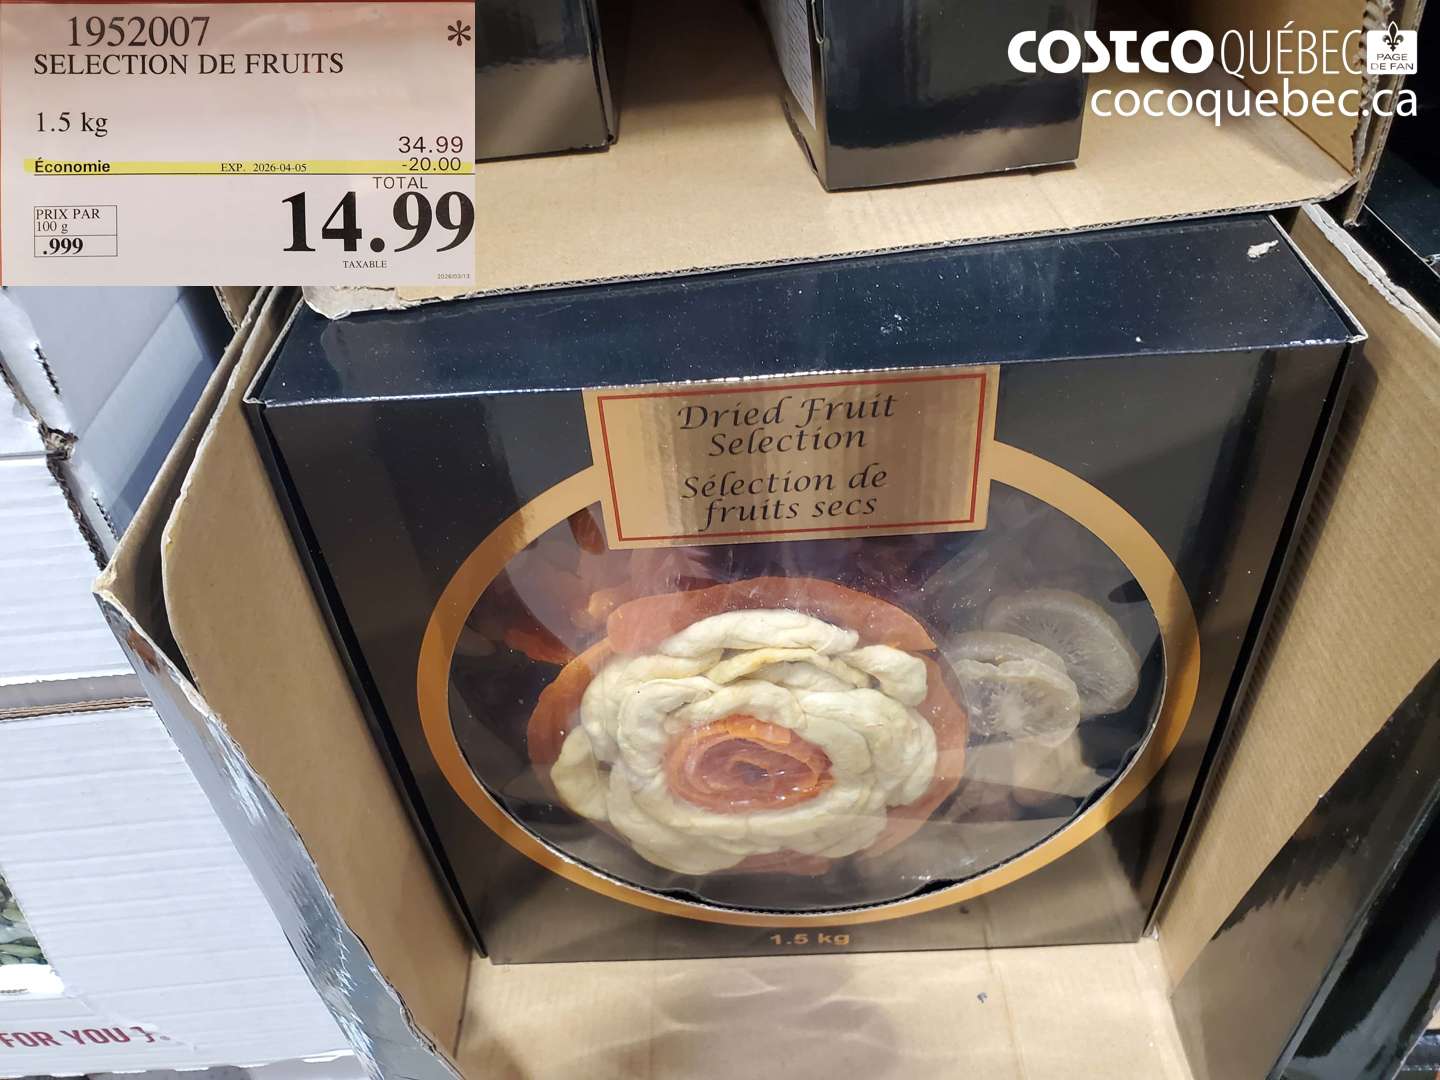 1952007 *
SELECTION DE FRUITS
1.5 kg
34.99
Économie EXP. 2026-04-05 -20.00
TOTAL
14.99
PRIX PAR
100 g
.999
TAXABLE
2026/03/13
COSTCO QUÉBEC PAGE DE FAN
cocoquebec.ca
Dried Fruit
Selection
Sélection de
fruits secs
1.5 kg
FOR YOU